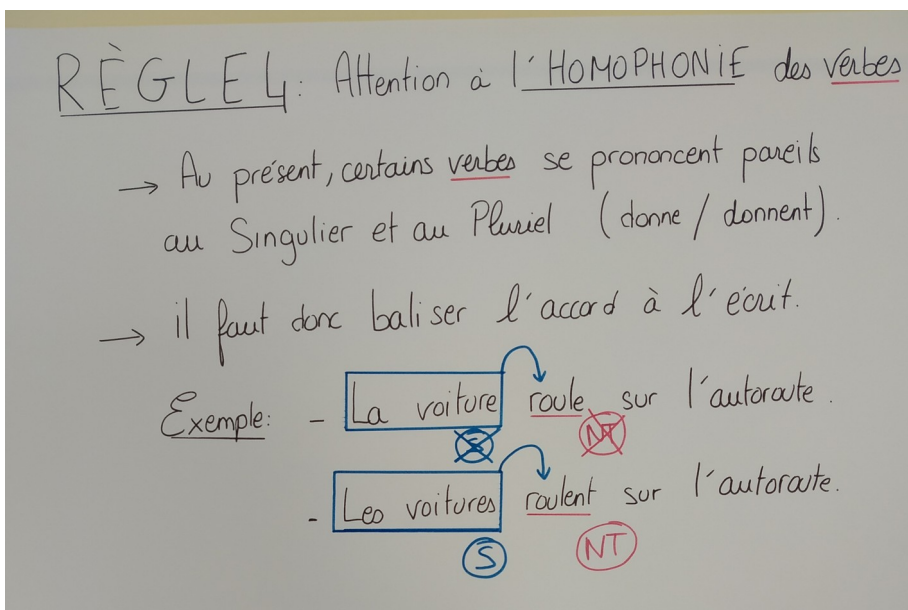 RÈGLE 4 : Attention à l'HOMOPHONiE des verbes
→ Au présent, certains verbes se prononcent pareils
au Singulier et au Pluriel (donne / donnent).
→ il faut donc baliser l'accord à l'écrit.
Exemple: - La voiture roule sur l'autoroute.
S NT
- Les voitures roulent sur l'autoroute.
S NT